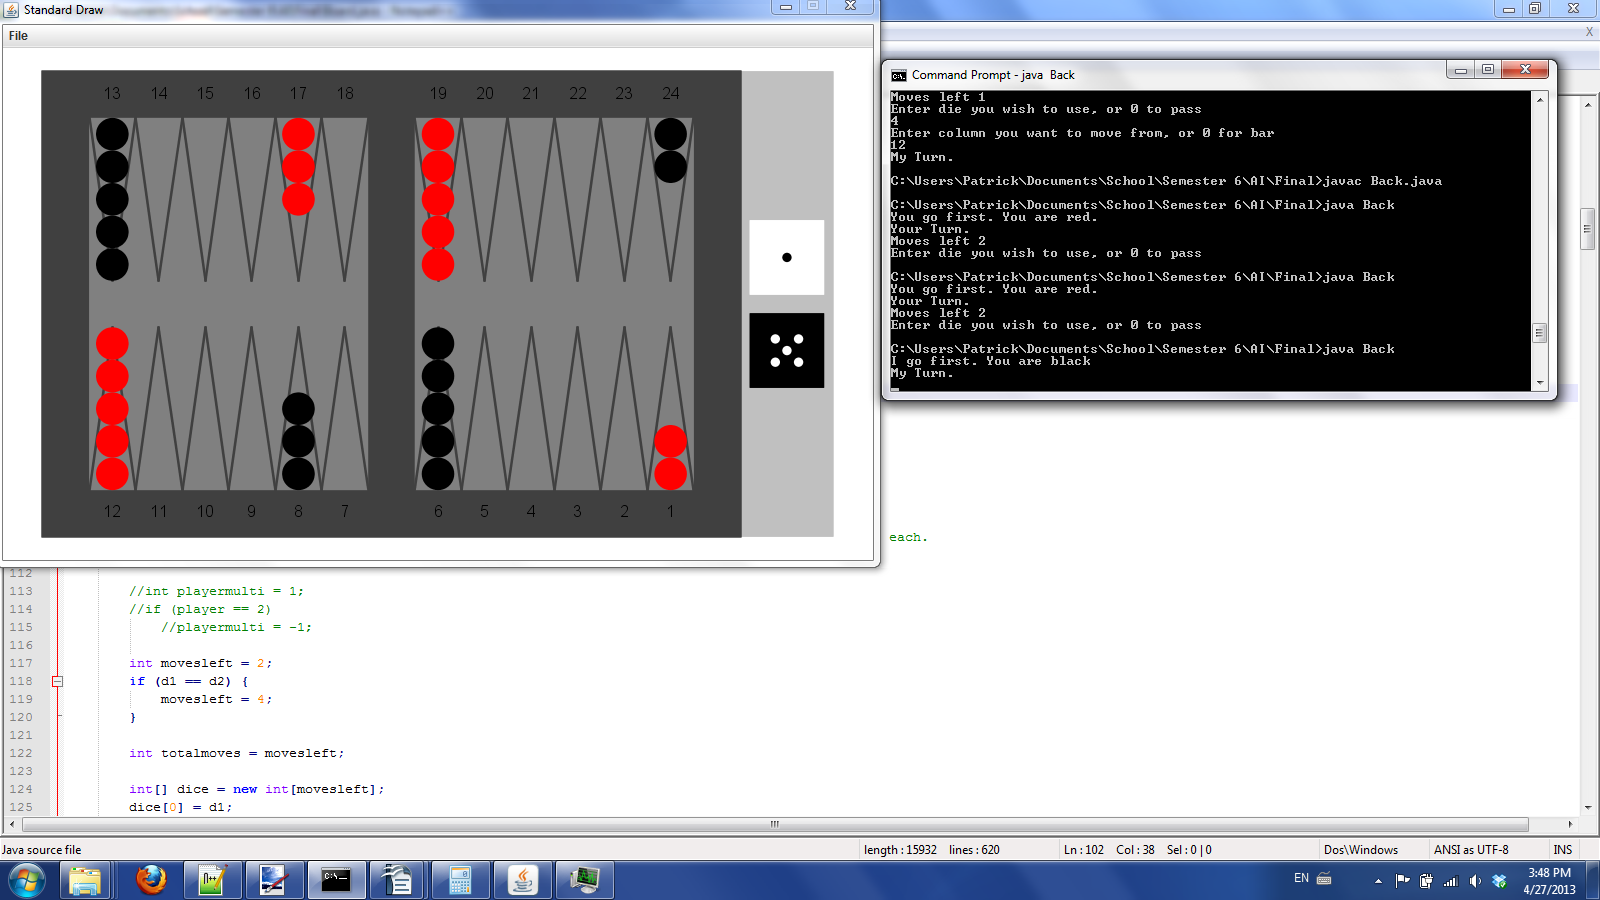 Standard Draw
File
13 14 15 16 17 18 19 20 21 22 23 24
12 11 10 9 8 7 6 5 4 3 2 1
Command Prompt - java Back
Moves left 1
Enter die you wish to use, or 0 to pass
4
Enter column you want to move from, or 0 for bar
12
My Turn.
C:\Users\Patrick\Documents\School\Semester 6\AI\Final>javac Back.java
C:\Users\Patrick\Documents\School\Semester 6\AI\Final>java Back
You go first. You are red.
Your Turn.
Moves left 2
Enter die you wish to use, or 0 to pass
C:\Users\Patrick\Documents\School\Semester 6\AI\Final>java Back
You go first. You are red.
Your Turn.
Moves left 2
Enter die you wish to use, or 0 to pass
C:\Users\Patrick\Documents\School\Semester 6\AI\Final>java Back
I go first. You are black
My Turn.
each.
112
113 //int playermulti = 1;
114 //if (player == 2)
115 //playermulti = -1;
116
117 int movesleft = 2;
118 if (d1 == d2) {
119 movesleft = 4;
120 }
121
122 int totalmoves = movesleft;
123
124 int[] dice = new int[movesleft];
125 dice[0] = d1;
Java source file length : 15932 lines : 620 Ln : 102 Col : 38 Sel : 0 | 0 Dos\Windows ANSI as UTF-8 INS
EN 3:48 PM
4/27/2013